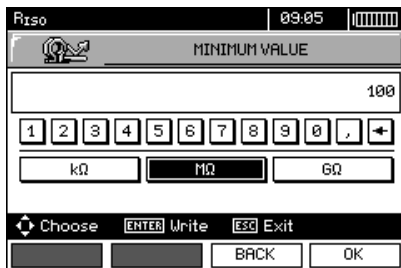 RISO 09:05
MINIMUM VALUE
100
1 2 3 4 5 6 7 8 9 0 ,
kΩ MΩ GΩ
Choose ENTER Write ESC Exit
BACK OK